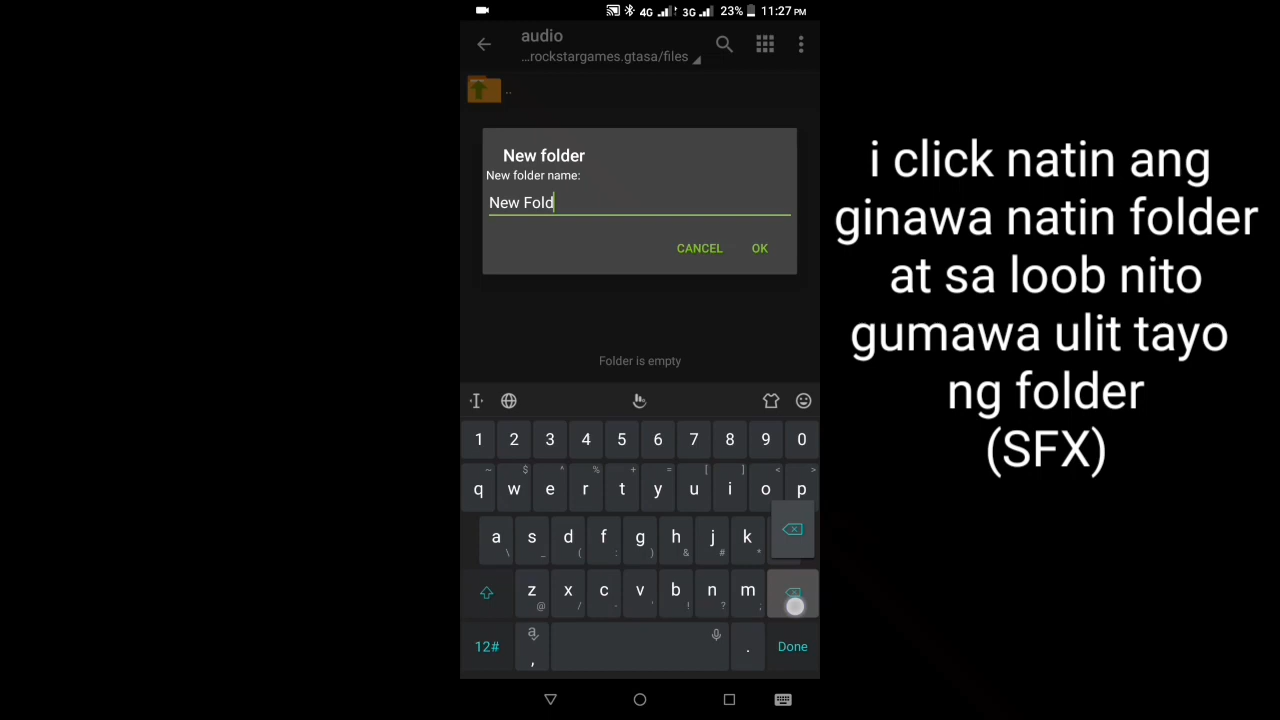 4G 3G 23% 11:27 PM
audio
...rockstargames.gtasa/files
..
New folder
New folder name:
New Fold
CANCEL OK
Folder is empty
1 2 3 4 5 6 7 8 9 0
~ $ ^ % + = [ ] < >
q w e r t y u i o p
a s d f g h j k
\ _ ( : ) & # *
z x c v b n m
@ / - ' ! ? ;
12# a , . Done
i click natin ang
ginawa natin folder
at sa loob nito
gumawa ulit tayo
ng folder
(SFX)